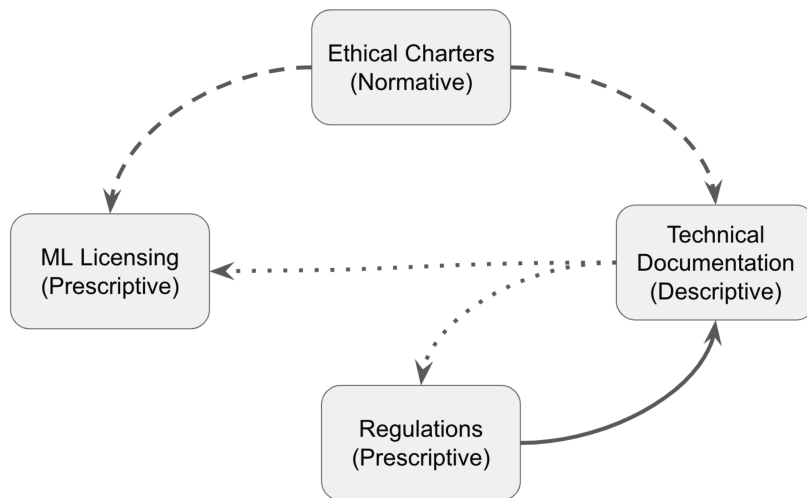 Ethical Charters
(Normative)
ML Licensing
(Prescriptive)
Technical
Documentation
(Descriptive)
Regulations
(Prescriptive)